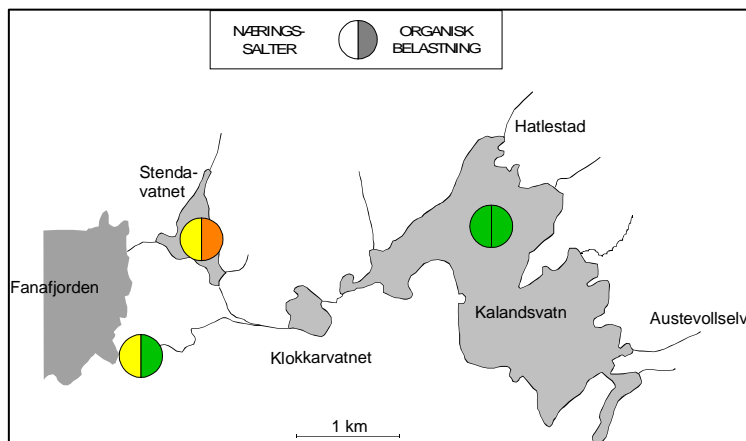 NÆRINGS-
SALTER
ORGANISK
BELASTNING
Hatlestad
Stenda-
vatnet
Fanafjorden
Kalandsvatn
Austevollselv
Klokkarvatnet
1 km